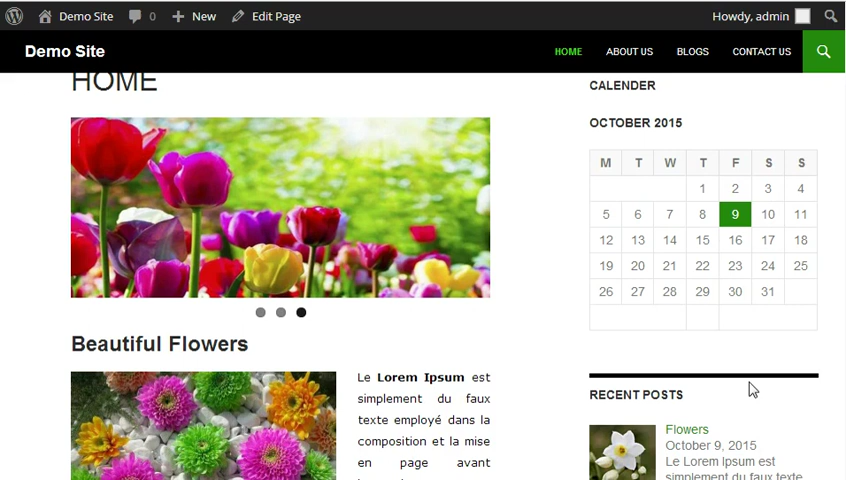 Demo Site 0 New Edit Page Howdy, admin
Demo Site HOME ABOUT US BLOGS CONTACT US
HOME
Beautiful Flowers
Le Lorem Ipsum est
simplement du faux
texte employé dans la
composition et la mise
en page avant
CALENDER
OCTOBER 2015
M T W T F S S
1 2 3 4
5 6 7 8 9 10 11
12 13 14 15 16 17 18
19 20 21 22 23 24 25
26 27 28 29 30 31
RECENT POSTS
Flowers
October 9, 2015
Le Lorem Ipsum est
simplement du faux texte